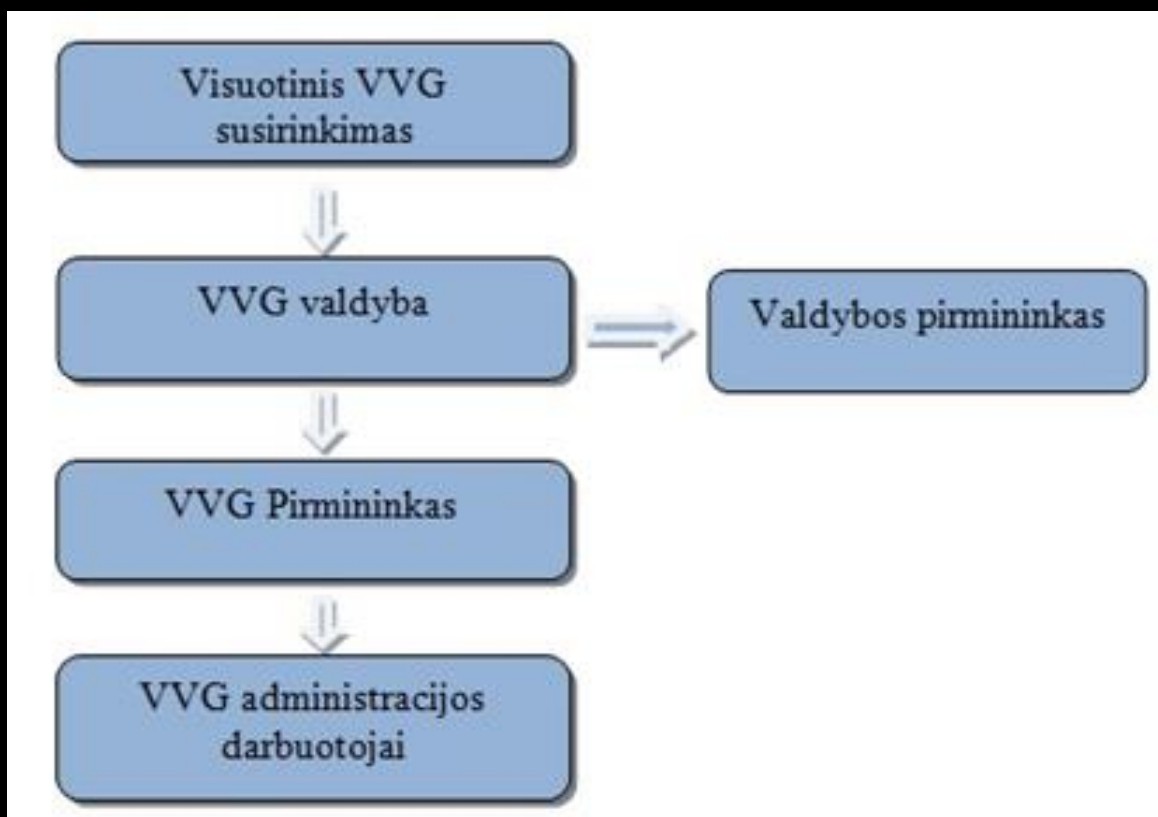 Visuotinis VVG
susirinkimas
VVG valdyba
Valdybos pirmininkas
VVG Pirmininkas
VVG administracijos
darbuotojai